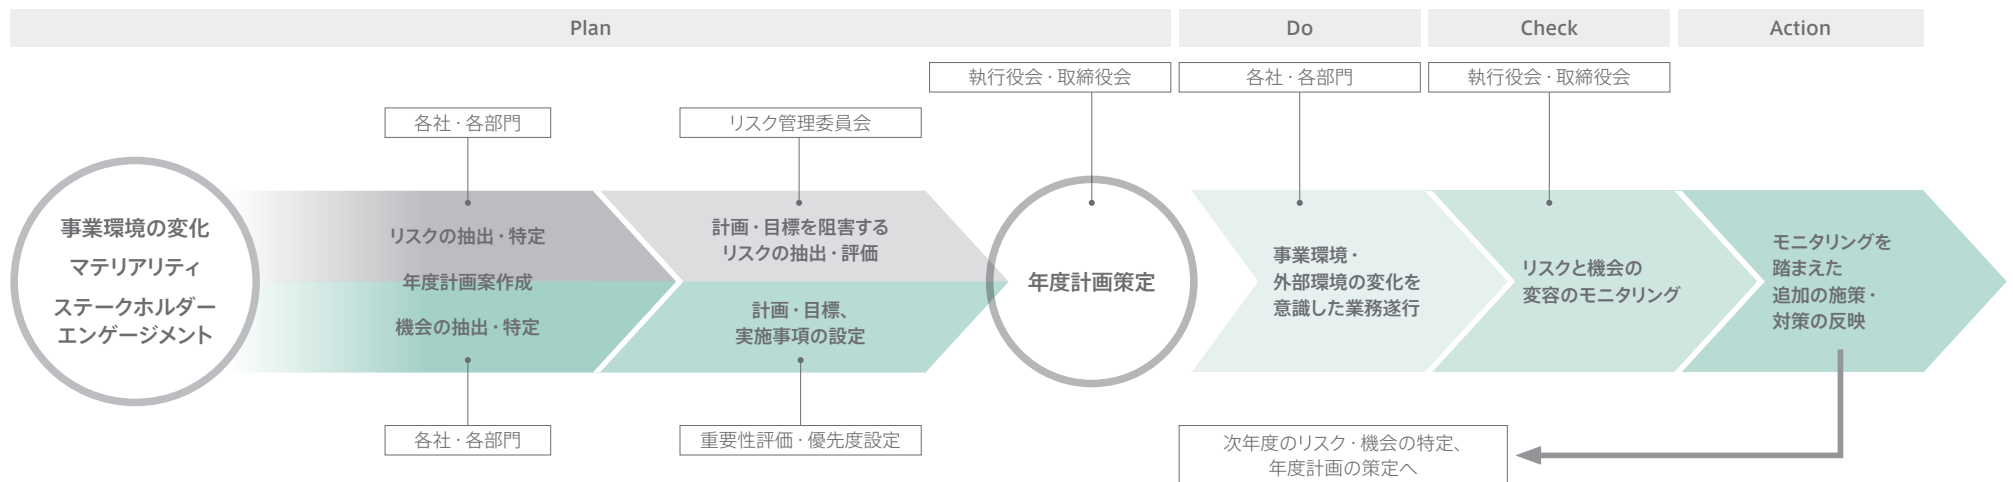 Plan
Do
Check
Action
執行役会・取締役会
各社・各部門
執行役会・取締役会
各社・各部門
リスク管理委員会
事業環境の変化
マテリアリティ
ステークホルダー
エンゲージメント
リスクの抽出・特定
年度計画案作成
機会の抽出・特定
計画・目標を阻害する
リスクの抽出・評価
計画・目標、
実施事項の設定
年度計画策定
事業環境・
外部環境の変化を
意識した業務遂行
リスクと機会の
変容のモニタリング
モニタリングを
踏まえた
追加の施策・
対策の反映
各社・各部門
重要性評価・優先度設定
次年度のリスク・機会の特定、
年度計画の策定へ